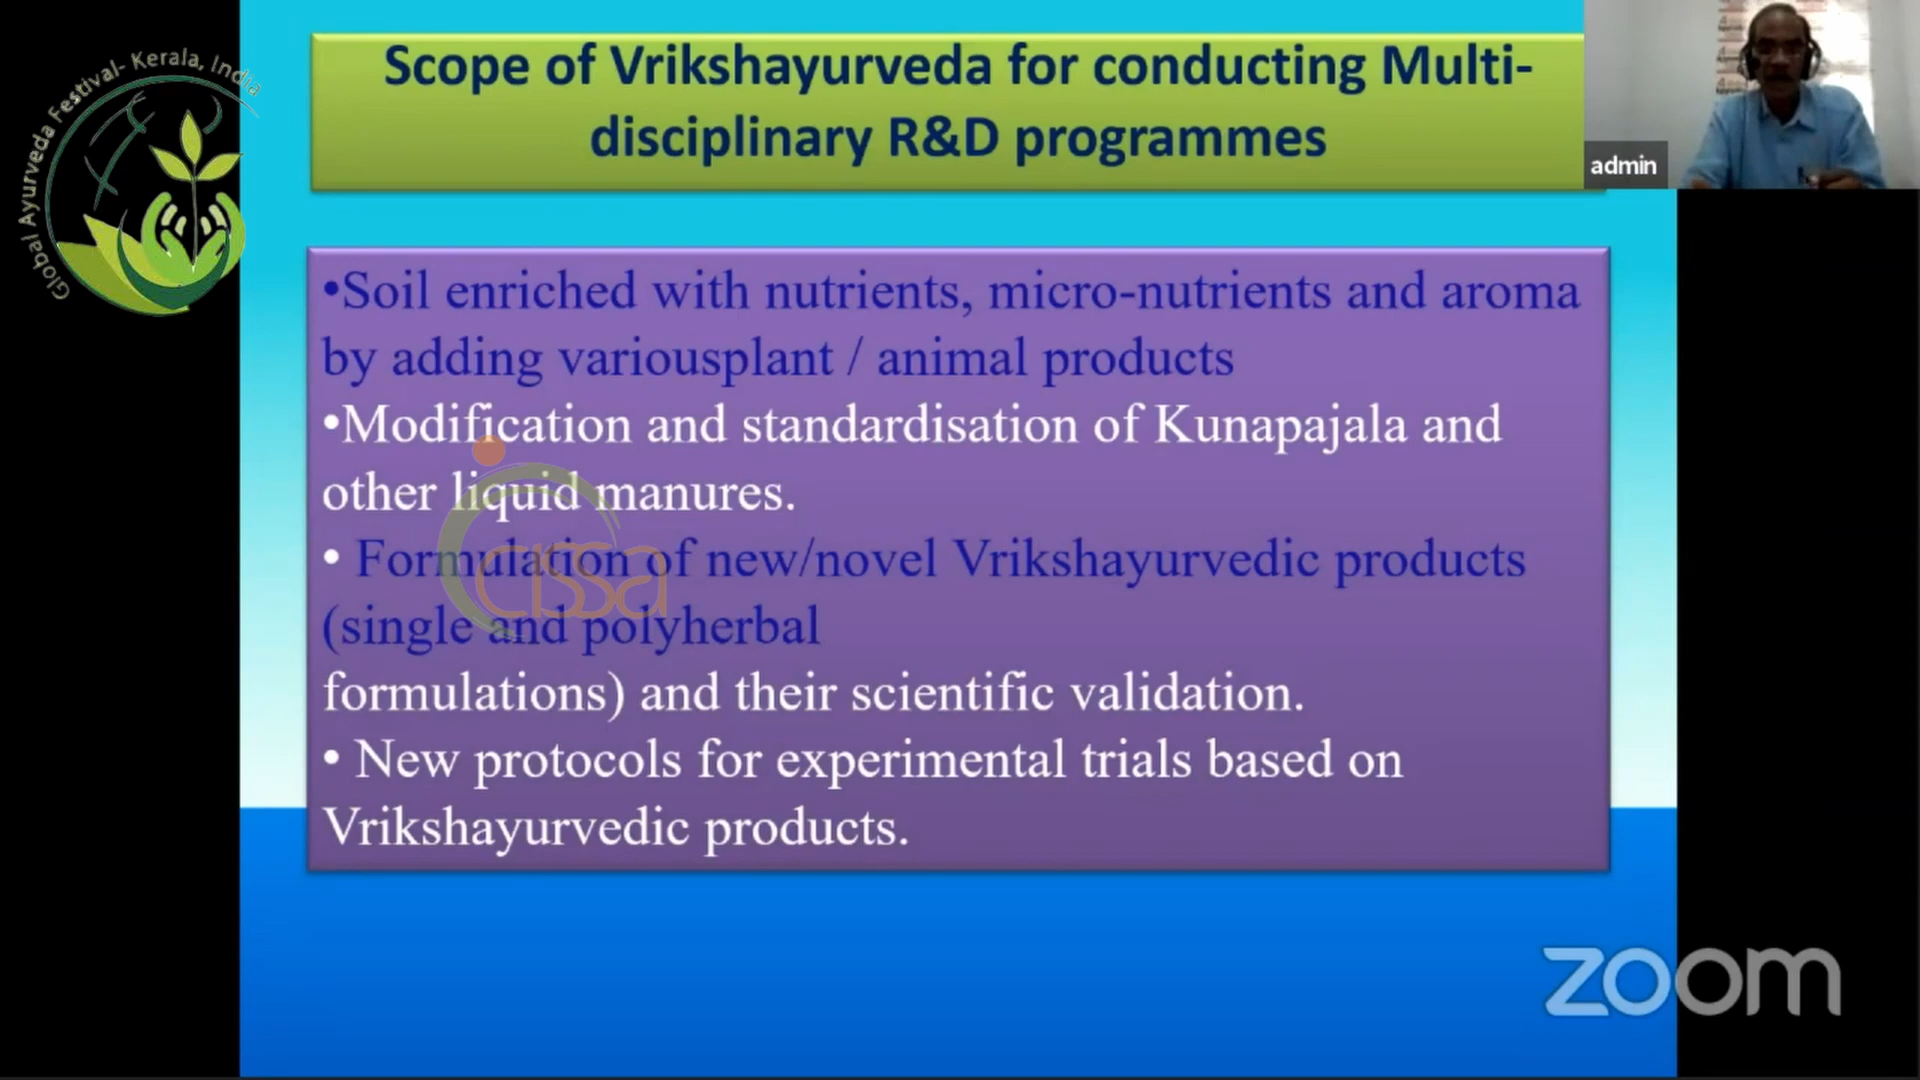 Global Ayurveda Festival- Kerala, India
Scope of Vrikshayurveda for conducting Multi-
disciplinary R&D programmes
admin
•Soil enriched with nutrients, micro-nutrients and aroma
by adding variousplant / animal products
•Modification and standardisation of Kunapajala and
other liquid manures.
• Formulation of new/novel Vrikshayurvedic products
(single and polyherbal
formulations) and their scientific validation.
• New protocols for experimental trials based on
Vrikshayurvedic products.
cissa
zoom